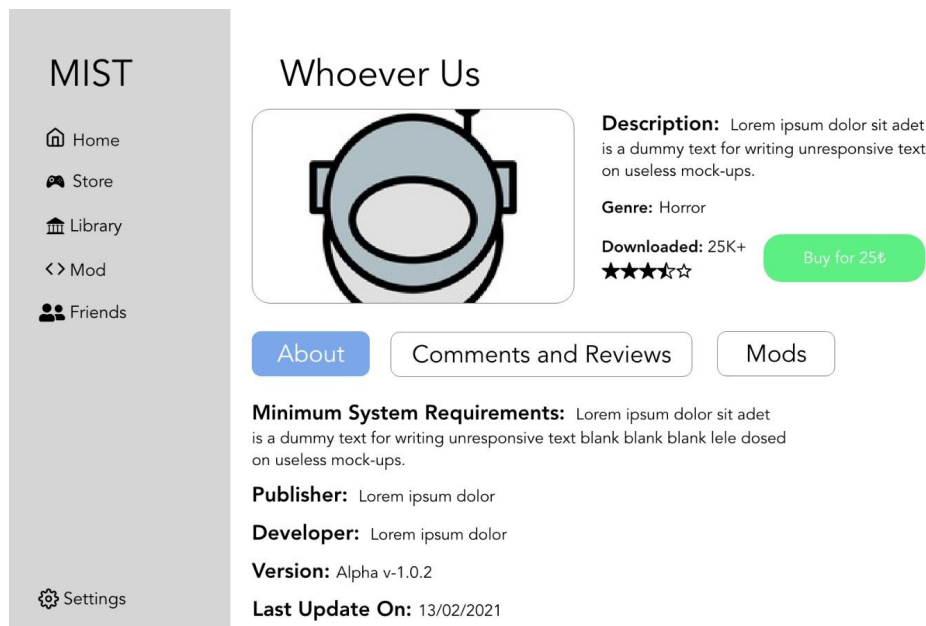 MIST
Home
Store
Library
Mod
Friends
Settings
Whoever Us
Description: Lorem ipsum dolor sit adet
is a dummy text for writing unresponsive text
on useless mock-ups.
Genre: Horror
Downloaded: 25K+
Buy for 25₺
About
Comments and Reviews
Mods
Minimum System Requirements: Lorem ipsum dolor sit adet
is a dummy text for writing unresponsive text blank blank blank lele dosed
on useless mock-ups.
Publisher: Lorem ipsum dolor
Developer: Lorem ipsum dolor
Version: Alpha v-1.0.2
Last Update On: 13/02/2021